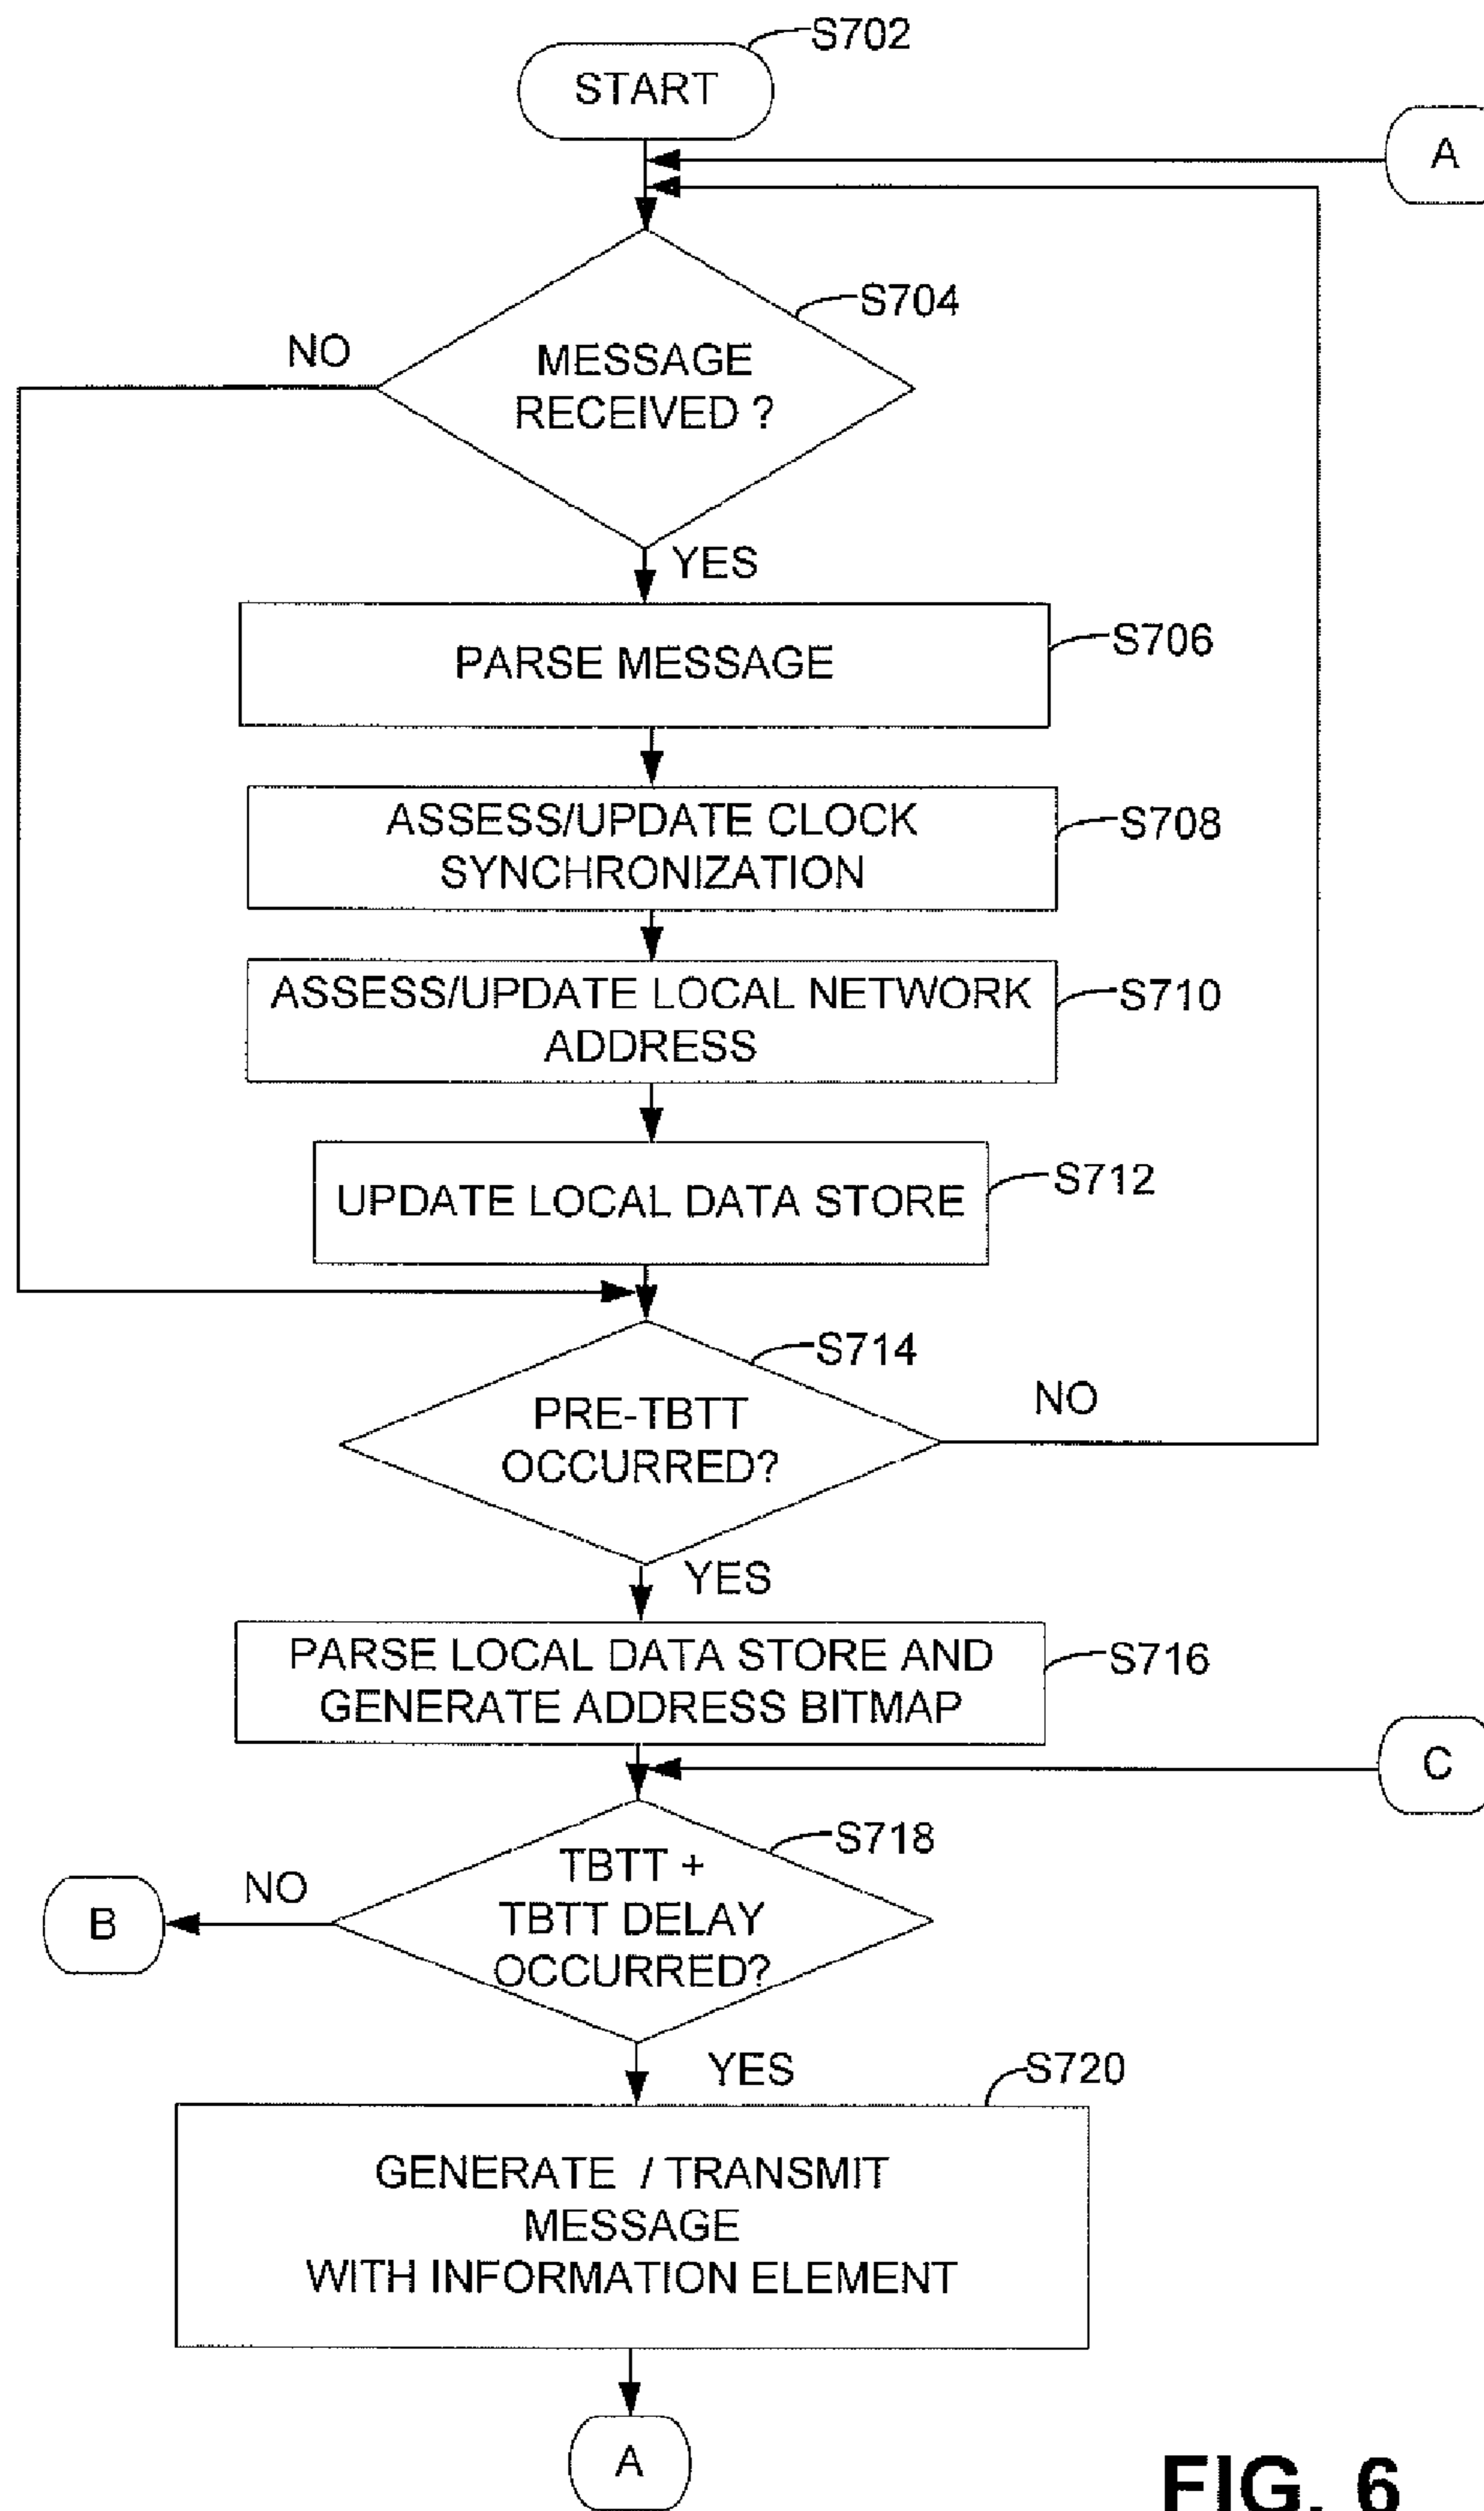 S702
START
A
S704
NO
MESSAGE
RECEIVED ?
YES
S706
PARSE MESSAGE
S708
ASSESS/UPDATE CLOCK
SYNCHRONIZATION
S710
ASSESS/UPDATE LOCAL NETWORK
ADDRESS
S712
UPDATE LOCAL DATA STORE
S714
NO
PRE-TBTT
OCCURRED?
YES
S716
PARSE LOCAL DATA STORE AND
GENERATE ADDRESS BITMAP
C
S718
NO
TBTT +
TBTT DELAY
OCCURRED?
B
YES
S720
GENERATE / TRANSMIT
MESSAGE
WITH INFORMATION ELEMENT
A
FIG. 6